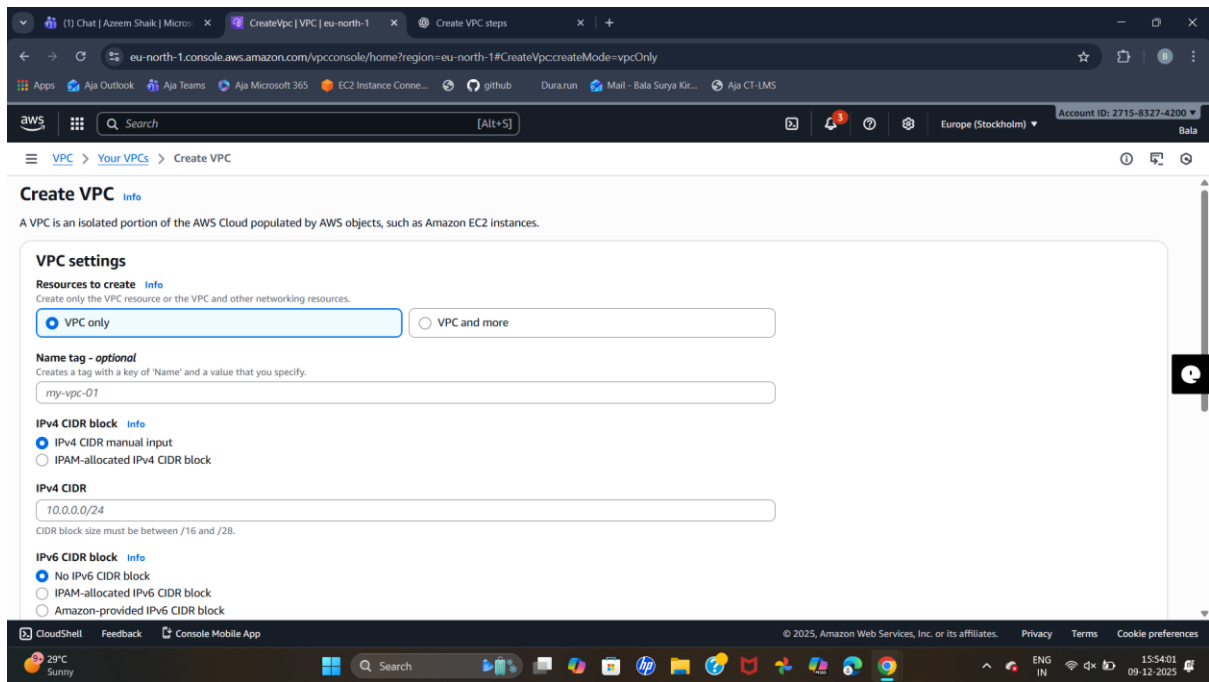 (1) Chat | Azeem Shaik | Micros
CreateVpc | VPC | eu-north-1
Create VPC steps
eu-north-1.console.aws.amazon.com/vpcconsole/home?region=eu-north-1#CreateVpc:createMode=vpcOnly
B
Apps
Aja Outlook
Aja Teams
Aja Microsoft 365
EC2 Instance Conne...
github
Dura.run
Mail - Bala Surya Kir...
Aja CT-LMS
aws
Search
[Alt+S]
3
Europe (Stockholm)
Account ID: 2715-8327-4200
Bala
VPC > Your VPCs > Create VPC
Create VPC Info
A VPC is an isolated portion of the AWS Cloud populated by AWS objects, such as Amazon EC2 instances.
VPC settings
Resources to create Info
Create only the VPC resource or the VPC and other networking resources.
VPC only
VPC and more
Name tag - optional
Creates a tag with a key of 'Name' and a value that you specify.
my-vpc-01
IPv4 CIDR block Info
IPv4 CIDR manual input
IPAM-allocated IPv4 CIDR block
IPv4 CIDR
10.0.0.0/24
CIDR block size must be between /16 and /28.
IPv6 CIDR block Info
No IPv6 CIDR block
IPAM-allocated IPv6 CIDR block
Amazon-provided IPv6 CIDR block
CloudShell
Feedback
Console Mobile App
© 2025, Amazon Web Services, Inc. or its affiliates.
Privacy
Terms
Cookie preferences
9+
29°C
Sunny
Search
hp
ENG
IN
15:54:01
09-12-2025